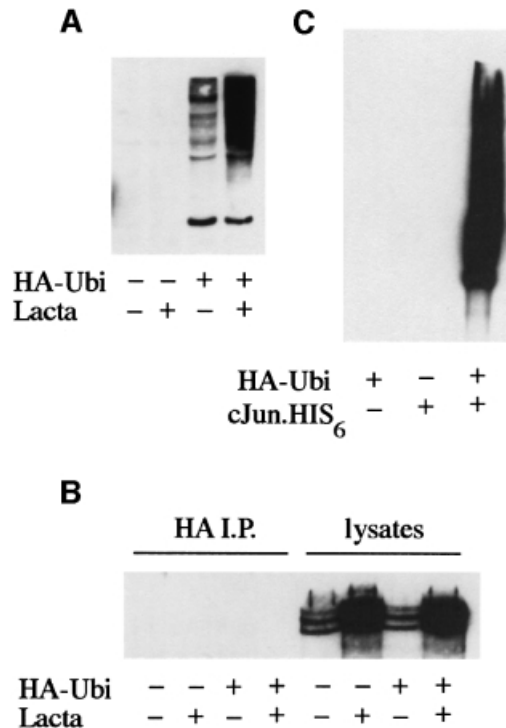 A
HA-Ubi − − + +
Lacta − + − +
C
HA-Ubi + − +
cJun.HIS6 − + +
B
HA I.P. lysates
HA-Ubi − − + + − − + +
Lacta − + − + − + − +